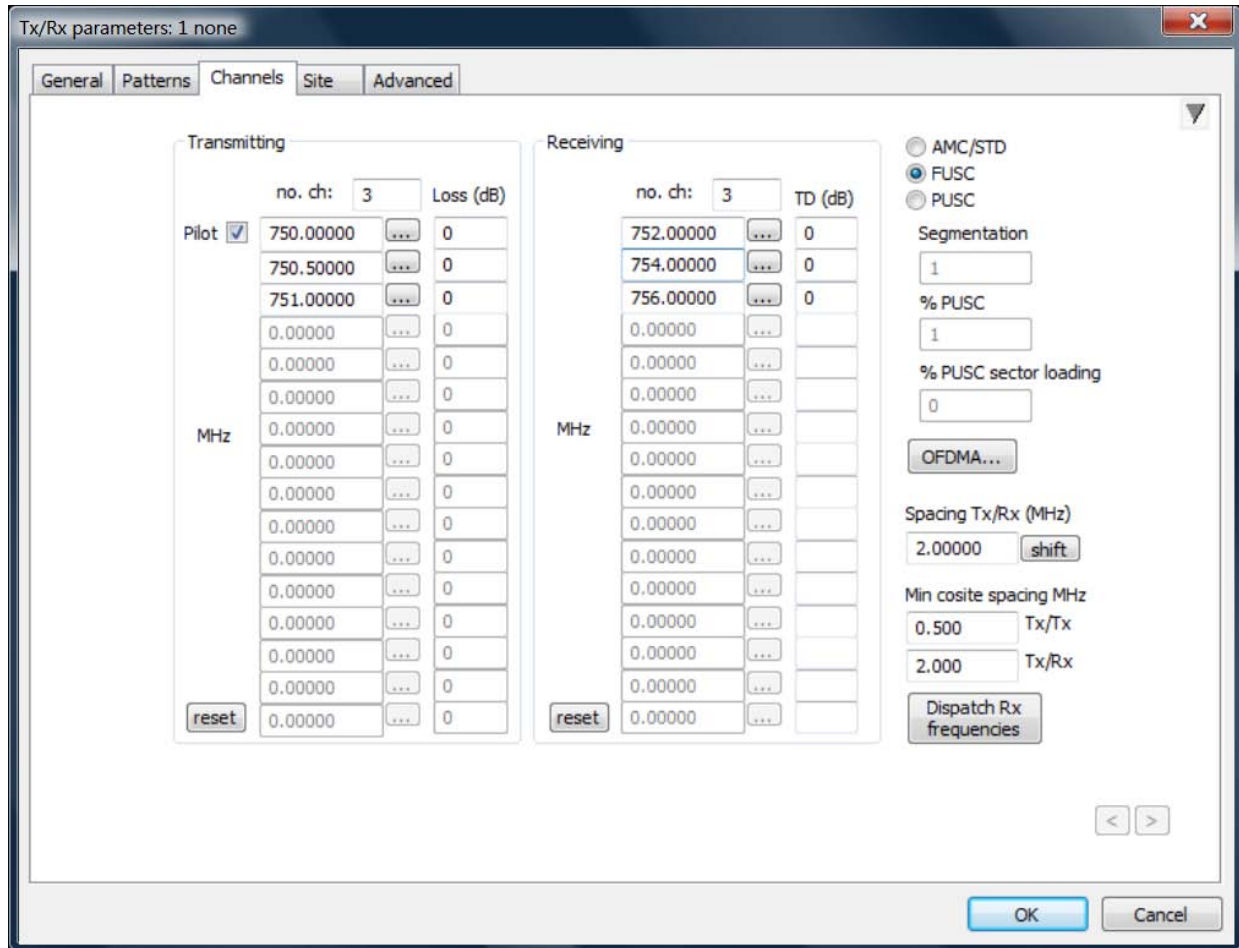 Tx/Rx parameters: 1 none
General Patterns Channels Site Advanced
Transmitting
no. ch: 3 Loss (dB)
Pilot 750.00000 ... 0
750.50000 ... 0
751.00000 ... 0
0.00000 ... 0
0.00000 ... 0
0.00000 ... 0
MHz 0.00000 ... 0
0.00000 ... 0
0.00000 ... 0
0.00000 ... 0
0.00000 ... 0
0.00000 ... 0
0.00000 ... 0
0.00000 ... 0
0.00000 ... 0
reset 0.00000 ... 0
Receiving
no. ch: 3 TD (dB)
752.00000 ... 0
754.00000 ... 0
756.00000 ... 0
0.00000 ...
0.00000 ...
0.00000 ...
MHz 0.00000 ...
0.00000 ...
0.00000 ...
0.00000 ...
0.00000 ...
0.00000 ...
0.00000 ...
0.00000 ...
0.00000 ...
reset 0.00000 ...
AMC/STD
FUSC
PUSC
Segmentation
1
% PUSC
1
% PUSC sector loading
0
OFDMA...
Spacing Tx/Rx (MHz)
2.00000 shift
Min cosite spacing MHz
0.500 Tx/Tx
2.000 Tx/Rx
Dispatch Rx
frequencies
< >
OK Cancel